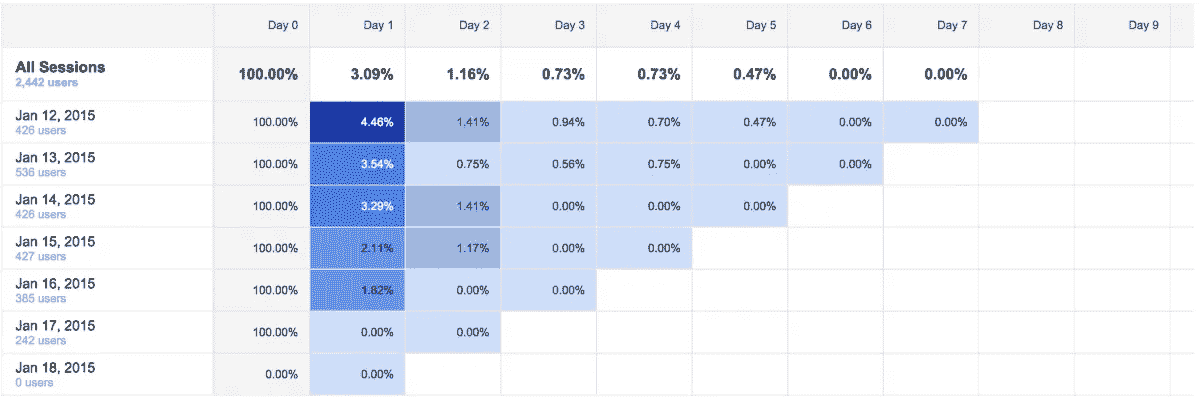 Day 0 Day 1 Day 2 Day 3 Day 4 Day 5 Day 6 Day 7 Day 8 Day 9
All Sessions 100.00% 3.09% 1.16% 0.73% 0.73% 0.47% 0.00% 0.00%
2,442 users
Jan 12, 2015 100.00% 4.46% 1.41% 0.94% 0.70% 0.47% 0.00% 0.00%
426 users
Jan 13, 2015 100.00% 3.54% 0.75% 0.56% 0.75% 0.00% 0.00%
536 users
Jan 14, 2015 100.00% 3.29% 1.41% 0.00% 0.00% 0.00%
426 users
Jan 15, 2015 100.00% 2.11% 1.17% 0.00% 0.00%
427 users
Jan 16, 2015 100.00% 1.82% 0.00% 0.00%
385 users
Jan 17, 2015 100.00% 0.00% 0.00%
242 users
Jan 18, 2015 0.00% 0.00%
0 users